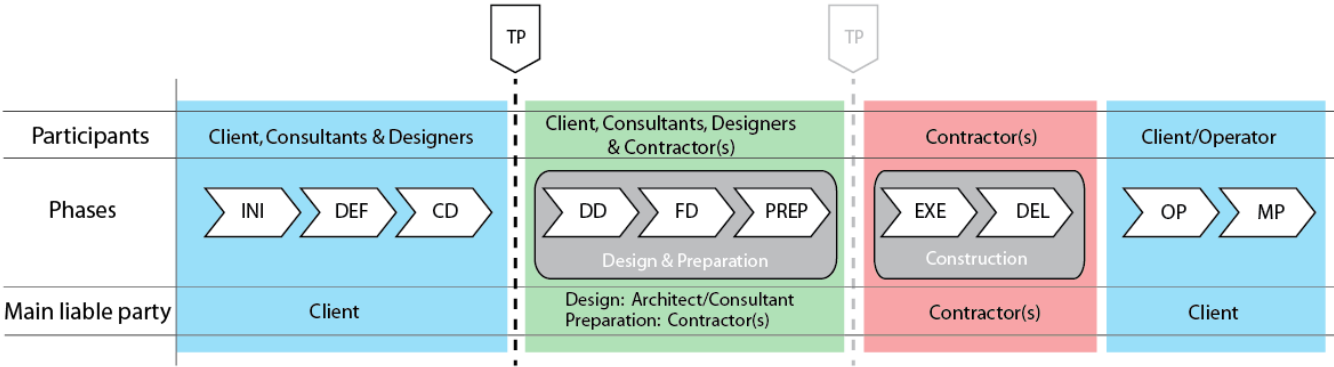 TP
TP
Participants
Client, Consultants & Designers
Client, Consultants, Designers
& Contractor(s)
Contractor(s)
Client/Operator
Phases
INI
DEF
CD
DD
FD
PREP
Design & Preparation
EXE
DEL
Construction
OP
MP
Main liable party
Client
Design: Architect/Consultant
Preparation: Contractor(s)
Contractor(s)
Client